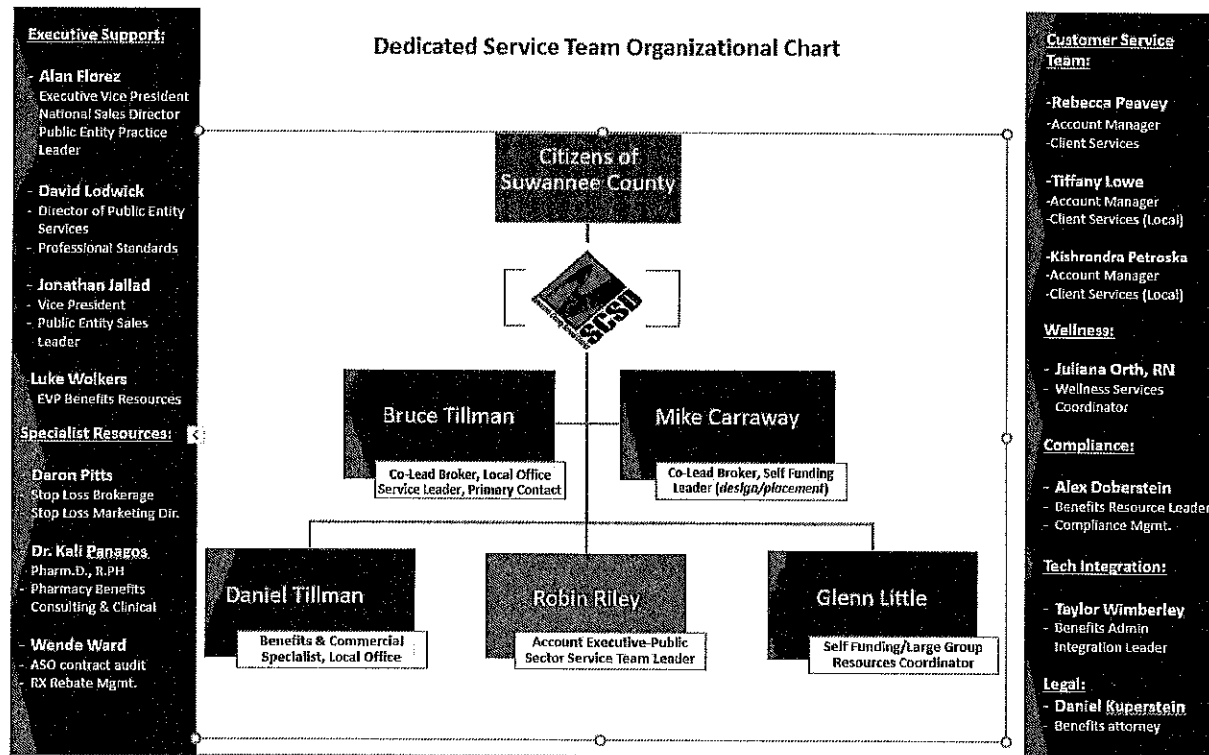 Dedicated Service Team Organizational Chart
Executive Support:
- Alan Florez
- Executive Vice President
National Sales Director
Public Entity Practice
Leader
- David Lodwick
- Director of Public Entity
Services
- Professional Standards
- Jonathan Jallad
- Vice President
- Public Entity Sales
Leader
-Luke Wolkers
- EVP Benefits Resources
Specialist Resources:
- Daron Pitts
- Stop Loss Brokerage
- Stop Loss Marketing Dir.
- Dr. Kali Panagos
- Pharm.D., R.PH
- Pharmacy Benefits
Consulting & Clinical
- Wende Ward
- ASO contract audit
- RX Rebate Mgmt.
Citizens of
Suwannee County
SCSD
Bruce Tillman
Co-Lead Broker, Local Office
Service Leader, Primary Contact
Mike Carraway
Co-Lead Broker, Self Funding
Leader (design/placement)
Daniel Tillman
Benefits & Commercial
Specialist, Local Office
Robin Riley
Account Executive-Public
Sector Service Team Leader
Glenn Little
Self Funding/Large Group
Resources Coordinator
Customer Service
Team:
-Rebecca Peavey
-Account Manager
-Client Services
-Tiffany Lowe
-Account Manager
-Client Services (Local)
-Kishrondra Petroska
-Account Manager
-Client Services (Local)
Wellness:
- Juliana Orth, RN
- Wellness Services
Coordinator
Compliance:
- Alex Doberstein
- Benefits Resource Leader
- Compliance Mgmt.
Tech Integration:
- Taylor Wimberley
- Benefits Admin
Integration Leader
Legal:
- Daniel Kuperstein
- Benefits attorney